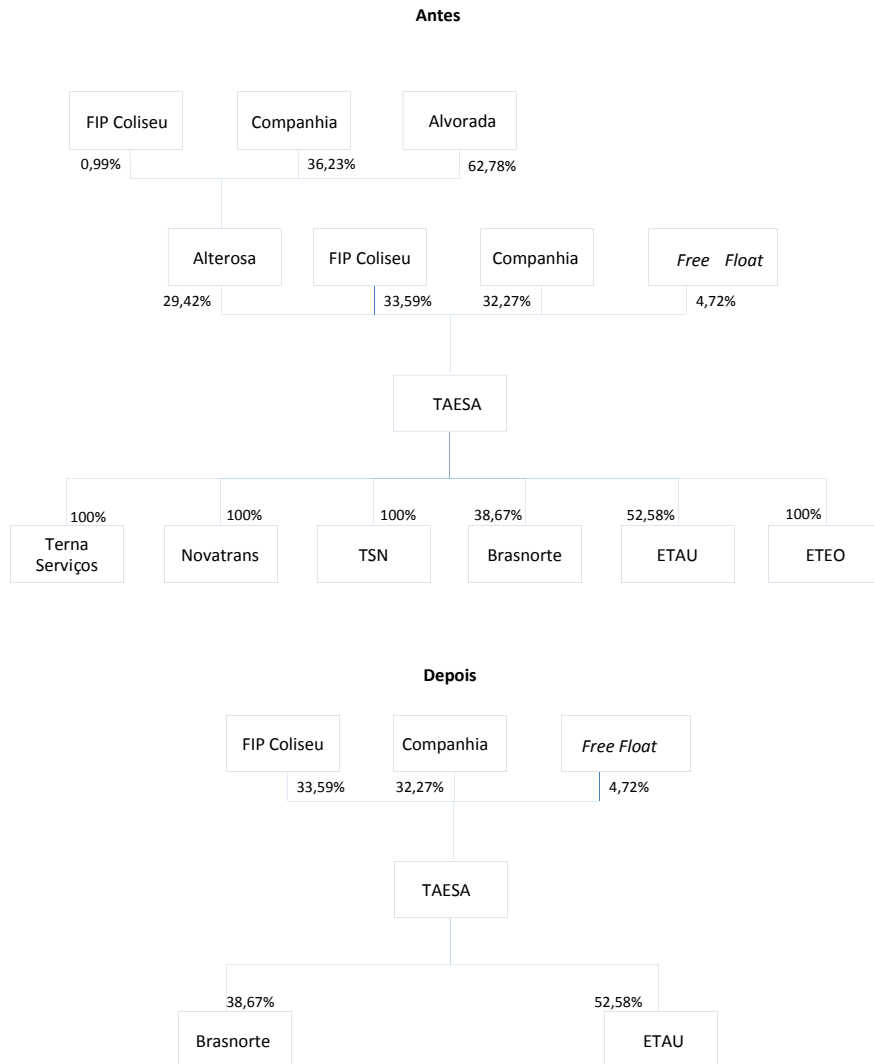 Antes
FIP Coliseu Companhia Alvorada
0,99% 36,23% 62,78%
Alterosa FIP Coliseu Companhia Free Float
29,42% 33,59% 32,27% 4,72%
TAESA
100% 100% 100% 38,67% 52,58% 100%
Terna
Serviços Novatrans TSN Brasnorte ETAU ETEO
Depois
FIP Coliseu Companhia Free Float
33,59% 32,27% 4,72%
TAESA
38,67% 52,58%
Brasnorte ETAU